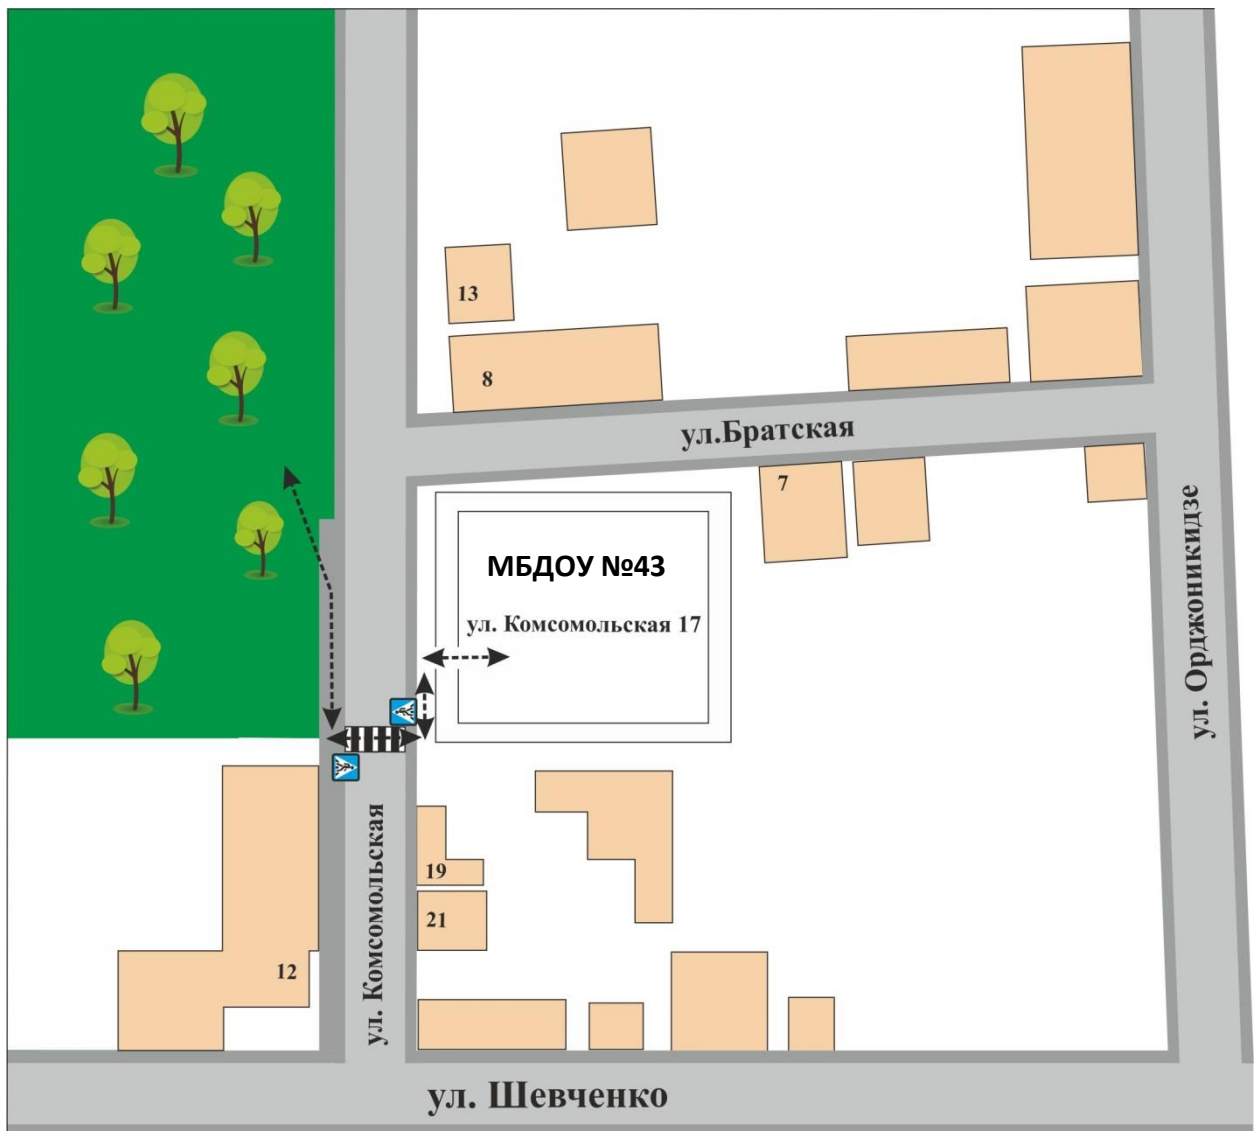 13
8
ул.Братская
7
МБДОУ №43
ул. Комсомольская 17
ул. Орджоникидзе
ул. Комсомольская
19
21
12
ул. Шевченко